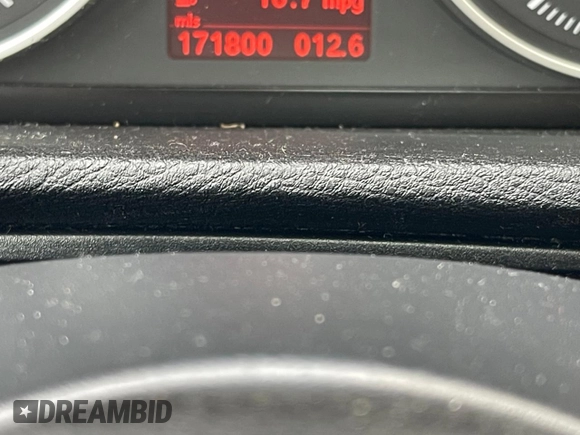 mpg
mls
171800 012.6
DREAMBID